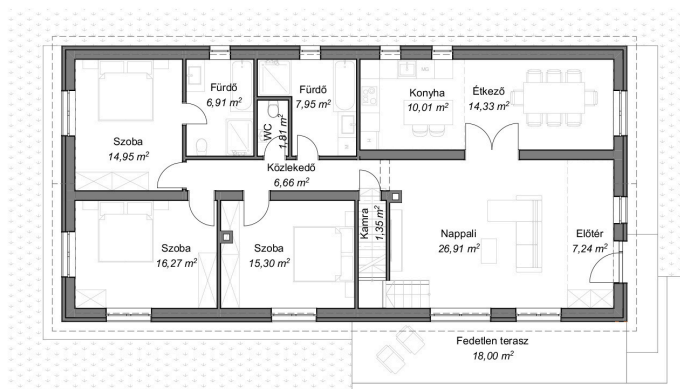 Fürdő
6,91 m²
Fürdő
7,95 m²
Konyha
10,01 m²
Étkező
14,33 m²
WC
1,81 m²
Szoba
14,95 m²
Közlekedő
6,66 m²
Kamra
1,35 m²
Szoba
16,27 m²
Szoba
15,30 m²
Nappali
26,91 m²
Előtér
7,24 m²
Fedetlen terasz
18,00 m²